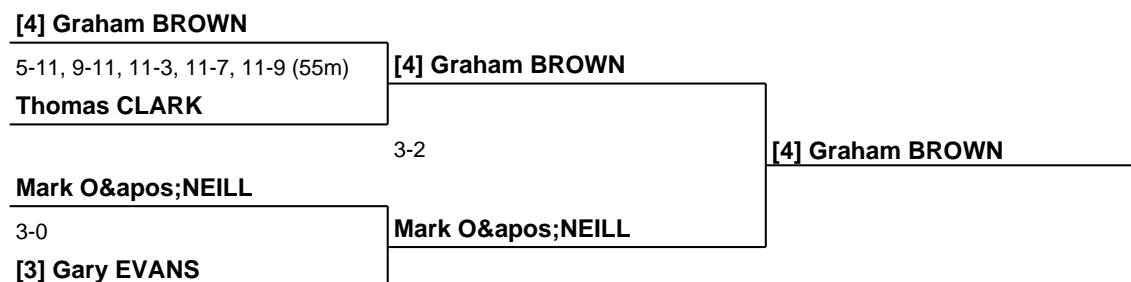 [4] Graham BROWN
5-11, 9-11, 11-3, 11-7, 11-9 (55m)
[4] Graham BROWN
Thomas CLARK
3-2
[4] Graham BROWN
Mark O&apos;NEILL
3-0
Mark O&apos;NEILL
[3] Gary EVANS